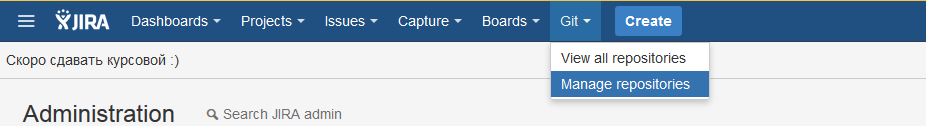 JIRA Dashboards Projects Issues Capture Boards Git Create
Скоро сдавать курсовой :)
View all repositories
Manage repositories
Administration Search JIRA admin